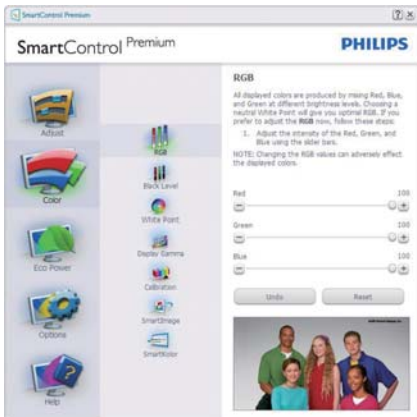 SmartControl Premium
SmartControl Premium
PHILIPS
Adjust
Color
Eco Power
Options
Help
RGB
Black Level
White Point
Display Gamma
Calibration
SmartImage
SmartKolor
RGB
All displayed colors are produced by mixing Red, Blue,
and Green at different brightness levels. Choosing a
neutral White Point will give you optimal RGB. If you
prefer to adjust the RGB now, follow these steps:
1. Adjust the intensity of the Red, Green, and
Blue using the slider bars.
NOTE: Changing the RGB values can adversely effect
the displayed colors.
Red 100
Green 100
Blue 100
Undo Reset